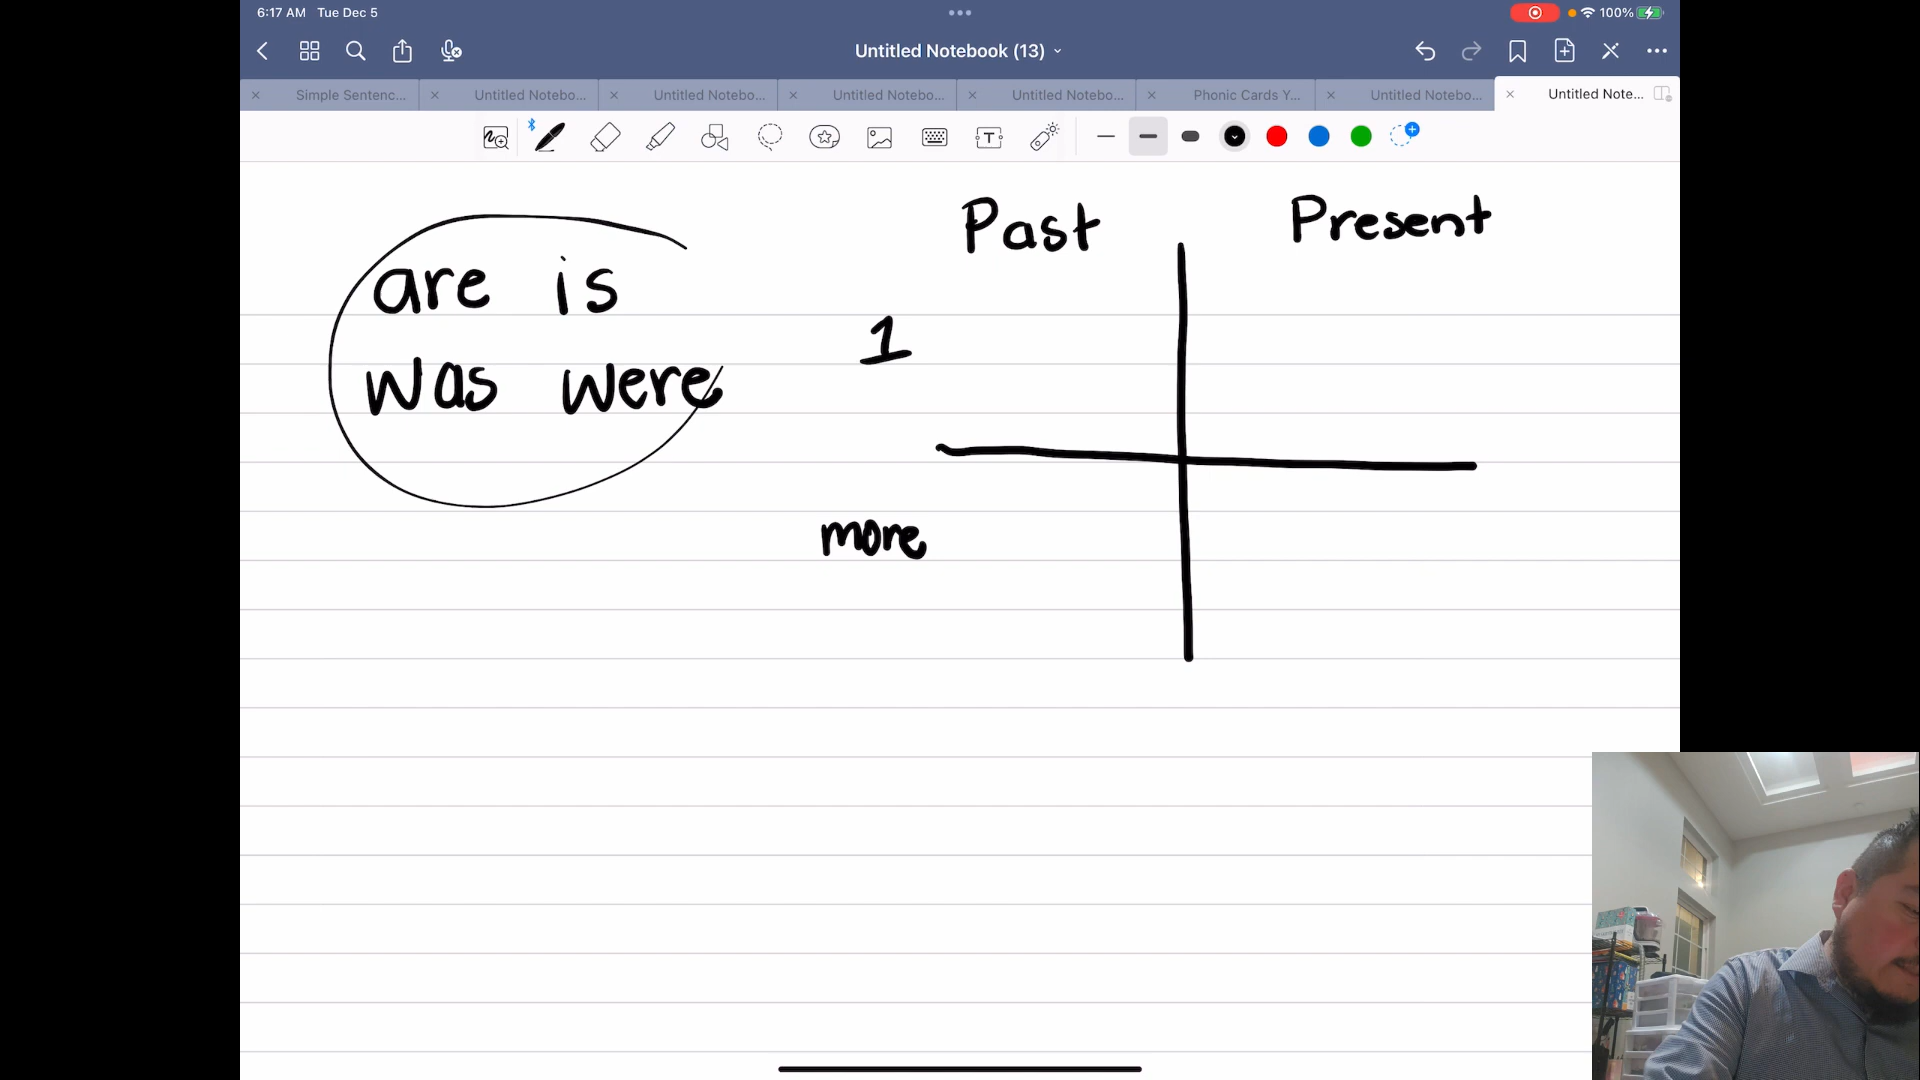 6:17 AM Tue Dec 5
100%
Untitled Notebook (13)
Simple Sentenc... Untitled Notebo... Untitled Notebo... Untitled Notebo... Untitled Notebo... Phonic Cards Y... Untitled Notebo... Untitled Note...
T
Past Present
are is
1
was were
more